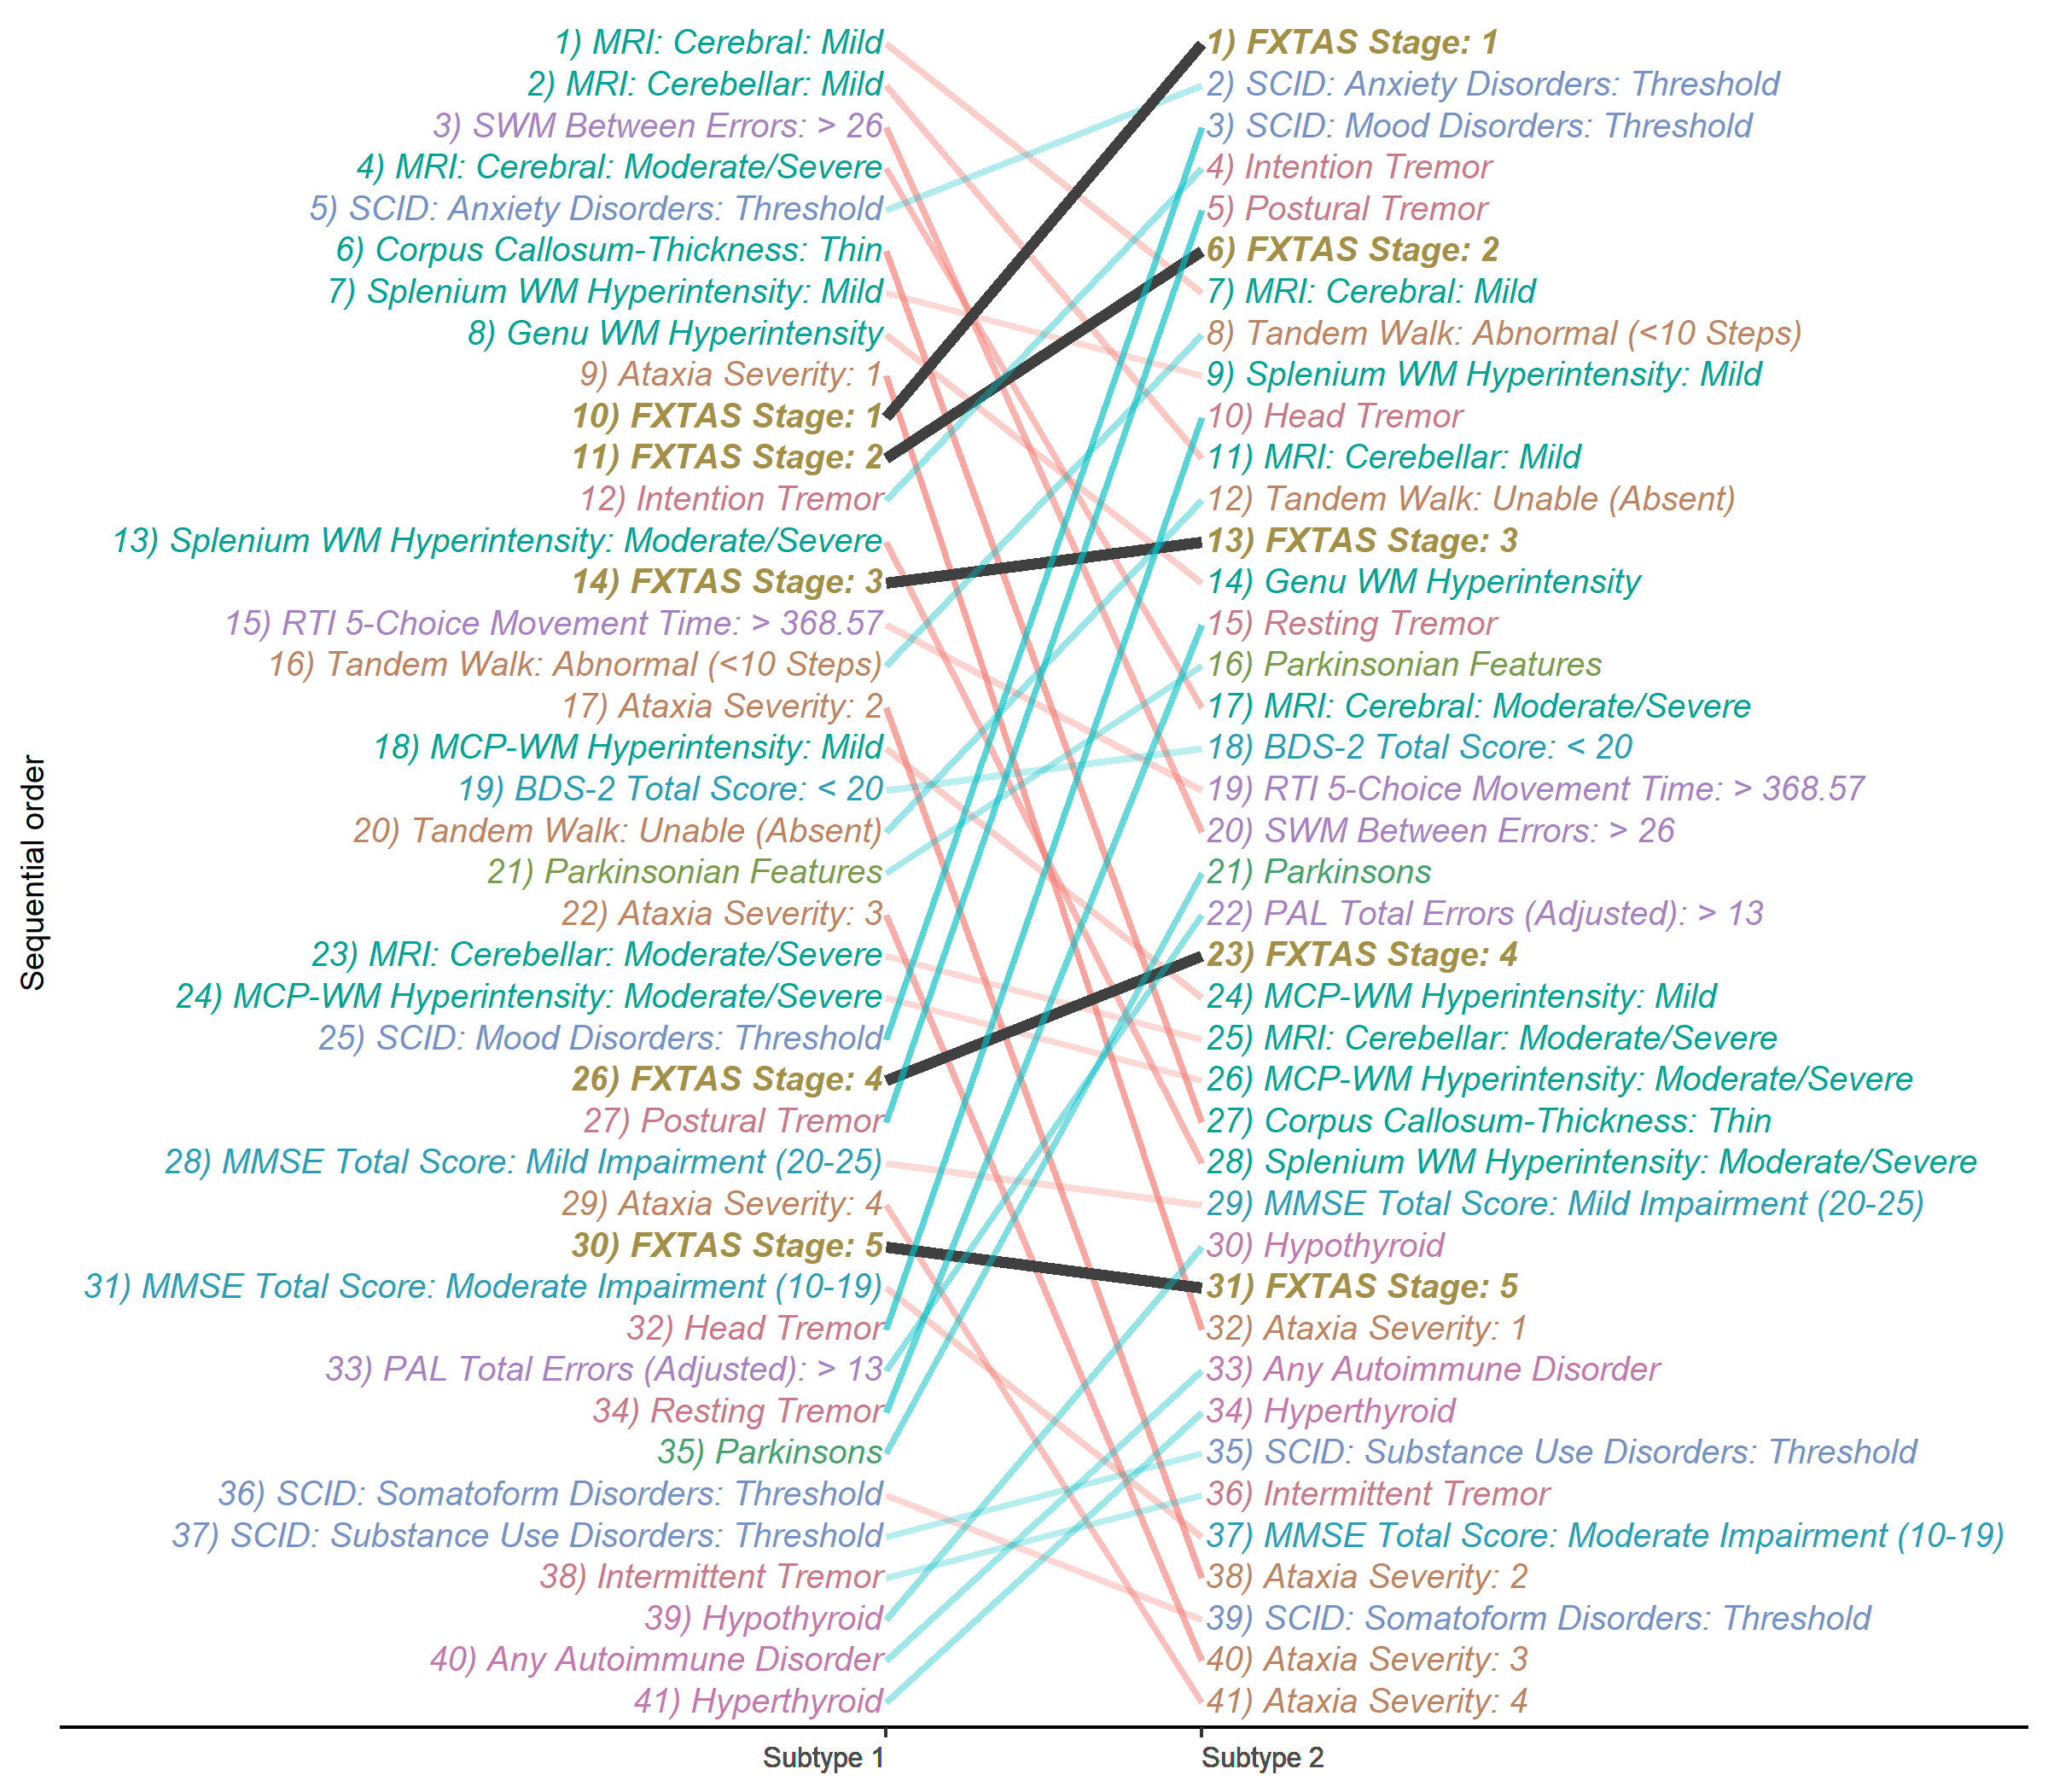 Sequential order
1) MRI: Cerebral: Mild
2) MRI: Cerebellar: Mild
3) SWM Between Errors: > 26
4) MRI: Cerebral: Moderate/Severe
5) SCID: Anxiety Disorders: Threshold
6) Corpus Callosum-Thickness: Thin
7) Splenium WM Hyperintensity: Mild
8) Genu WM Hyperintensity
9) Ataxia Severity: 1
10) FXTAS Stage: 1
11) FXTAS Stage: 2
12) Intention Tremor
13) Splenium WM Hyperintensity: Moderate/Severe
14) FXTAS Stage: 3
15) RTI 5-Choice Movement Time: > 368.57
16) Tandem Walk: Abnormal (<10 Steps)
17) Ataxia Severity: 2
18) MCP-WM Hyperintensity: Mild
19) BDS-2 Total Score: < 20
20) Tandem Walk: Unable (Absent)
21) Parkinsonian Features
22) Ataxia Severity: 3
23) MRI: Cerebellar: Moderate/Severe
24) MCP-WM Hyperintensity: Moderate/Severe
25) SCID: Mood Disorders: Threshold
26) FXTAS Stage: 4
27) Postural Tremor
28) MMSE Total Score: Mild Impairment (20-25)
29) Ataxia Severity: 4
30) FXTAS Stage: 5
31) MMSE Total Score: Moderate Impairment (10-19)
32) Head Tremor
33) PAL Total Errors (Adjusted): > 13
34) Resting Tremor
35) Parkinsons
36) SCID: Somatoform Disorders: Threshold
37) SCID: Substance Use Disorders: Threshold
38) Intermittent Tremor
39) Hypothyroid
40) Any Autoimmune Disorder
41) Hyperthyroid
Subtype 1
1) FXTAS Stage: 1
2) SCID: Anxiety Disorders: Threshold
3) SCID: Mood Disorders: Threshold
4) Intention Tremor
5) Postural Tremor
6) FXTAS Stage: 2
7) MRI: Cerebral: Mild
8) Tandem Walk: Abnormal (<10 Steps)
9) Splenium WM Hyperintensity: Mild
10) Head Tremor
11) MRI: Cerebellar: Mild
12) Tandem Walk: Unable (Absent)
13) FXTAS Stage: 3
14) Genu WM Hyperintensity
15) Resting Tremor
16) Parkinsonian Features
17) MRI: Cerebral: Moderate/Severe
18) BDS-2 Total Score: < 20
19) RTI 5-Choice Movement Time: > 368.57
20) SWM Between Errors: > 26
21) Parkinsons
22) PAL Total Errors (Adjusted): > 13
23) FXTAS Stage: 4
24) MCP-WM Hyperintensity: Mild
25) MRI: Cerebellar: Moderate/Severe
26) MCP-WM Hyperintensity: Moderate/Severe
27) Corpus Callosum-Thickness: Thin
28) Splenium WM Hyperintensity: Moderate/Severe
29) MMSE Total Score: Mild Impairment (20-25)
30) Hypothyroid
31) FXTAS Stage: 5
32) Ataxia Severity: 1
33) Any Autoimmune Disorder
34) Hyperthyroid
35) SCID: Substance Use Disorders: Threshold
36) Intermittent Tremor
37) MMSE Total Score: Moderate Impairment (10-19)
38) Ataxia Severity: 2
39) SCID: Somatoform Disorders: Threshold
40) Ataxia Severity: 3
41) Ataxia Severity: 4
Subtype 2